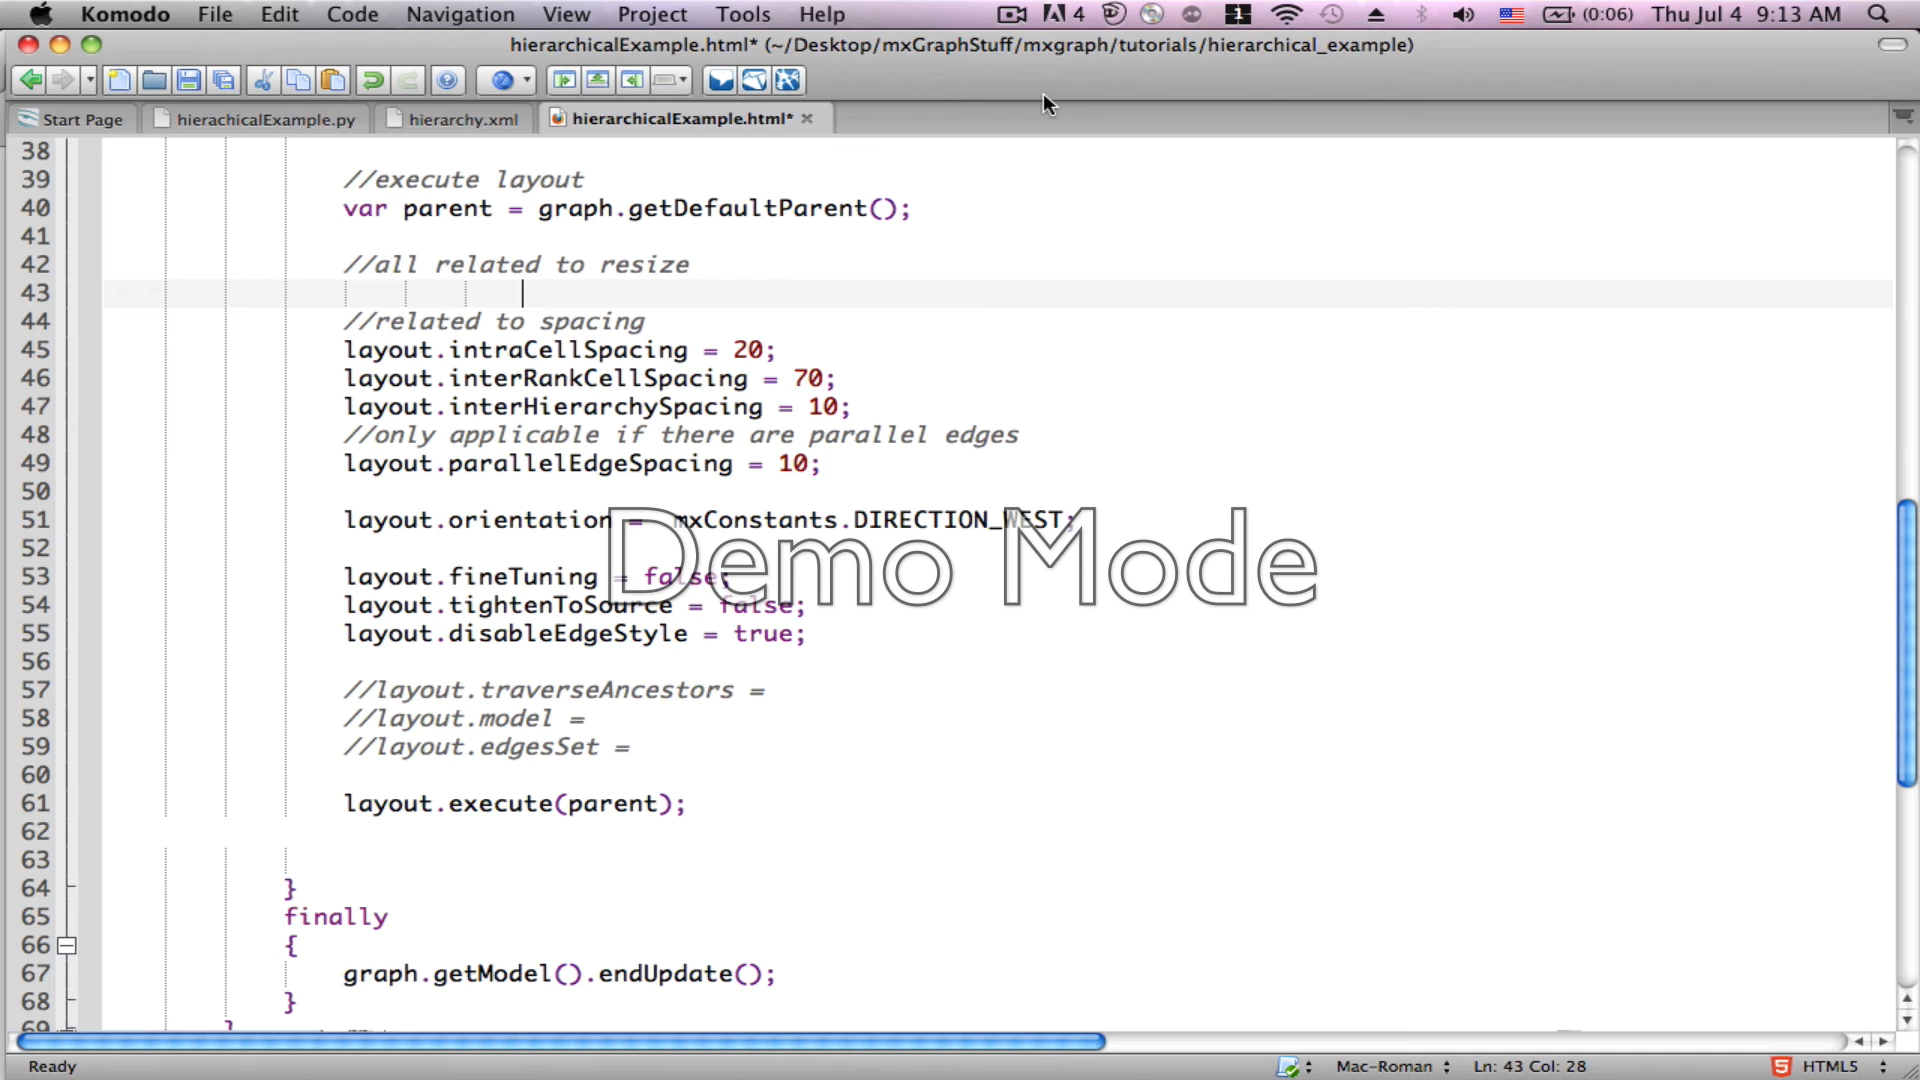 Komodo File Edit Code Navigation View Project Tools Help 4 1 (0:06) Thu Jul 4 9:13 AM
hierarchicalExample.html* (~/Desktop/mxGraphStuff/mxgraph/tutorials/hierarchical_example)
Start Page hierachicalExample.py hierarchy.xml hierarchicalExample.html*
38
39 //execute layout
40 var parent = graph.getDefaultParent();
41
42 //all related to resize
43
44 //related to spacing
45 layout.intraCellSpacing = 20;
46 layout.interRankCellSpacing = 70;
47 layout.interHierarchySpacing = 10;
48 //only applicable if there are parallel edges
49 layout.parallelEdgeSpacing = 10;
50
51 layout.orientation = mxConstants.DIRECTION_WEST;
52
Demo Mode
53 layout.fineTuning = false;
54 layout.tightenToSource = false;
55 layout.disableEdgeStyle = true;
56
57 //layout.traverseAncestors =
58 //layout.model =
59 //layout.edgesSet =
60
61 layout.execute(parent);
62
63
64 }
65 finally
66 {
67 graph.getModel().endUpdate();
68 }
69 }
Ready Mac-Roman Ln: 43 Col: 28 HTML5